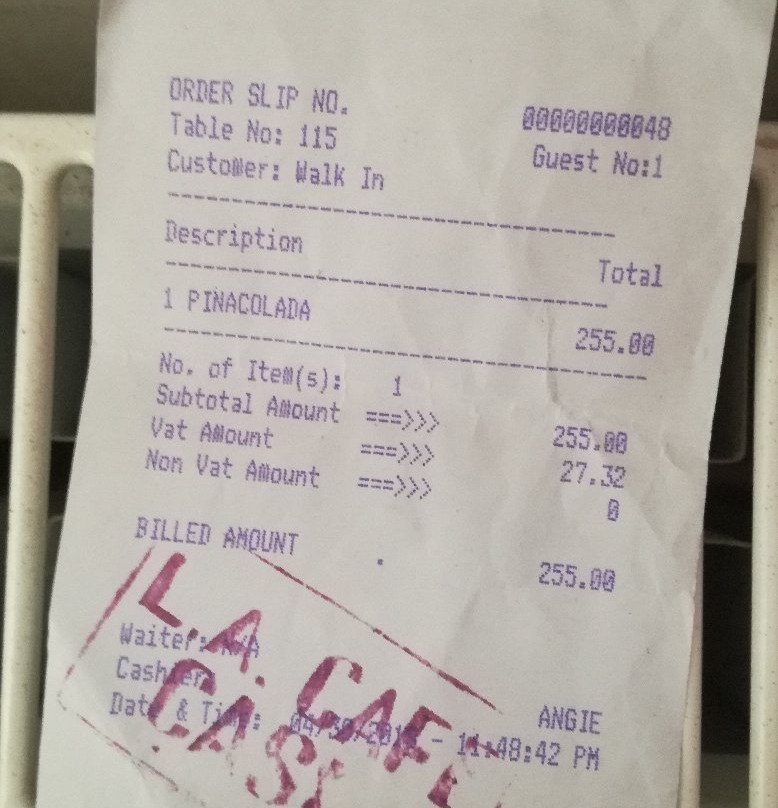 ORDER SLIP NO. 00000000048
Table No: 115 Guest No:1
Customer: Walk In
Description Total
1 PINACOLADA 255.00
No. of Item(s): 1
Subtotal Amount ===>>> 255.00
Vat Amount ===>>> 27.32
Non Vat Amount ===>>> 0
BILLED AMOUNT 255.00
L.A. CAFE
Waiter: N/A
Cashier ANGIE
Date & Time: - 11:48:42 PM